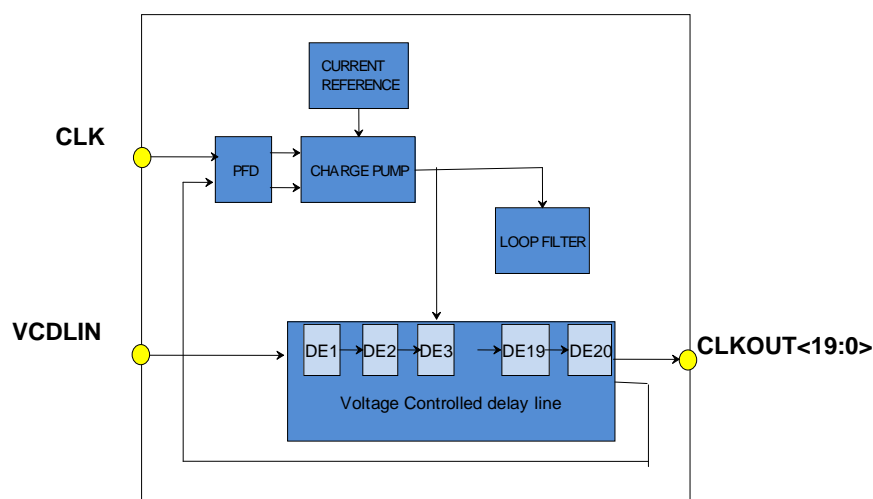 CURRENT
REFERENCE
CLK
PFD
CHARGE PUMP
LOOP FILTER
VCDLIN
DE1
DE2
DE3
DE19
DE20
CLKOUT<19:0>
Voltage Controlled delay line